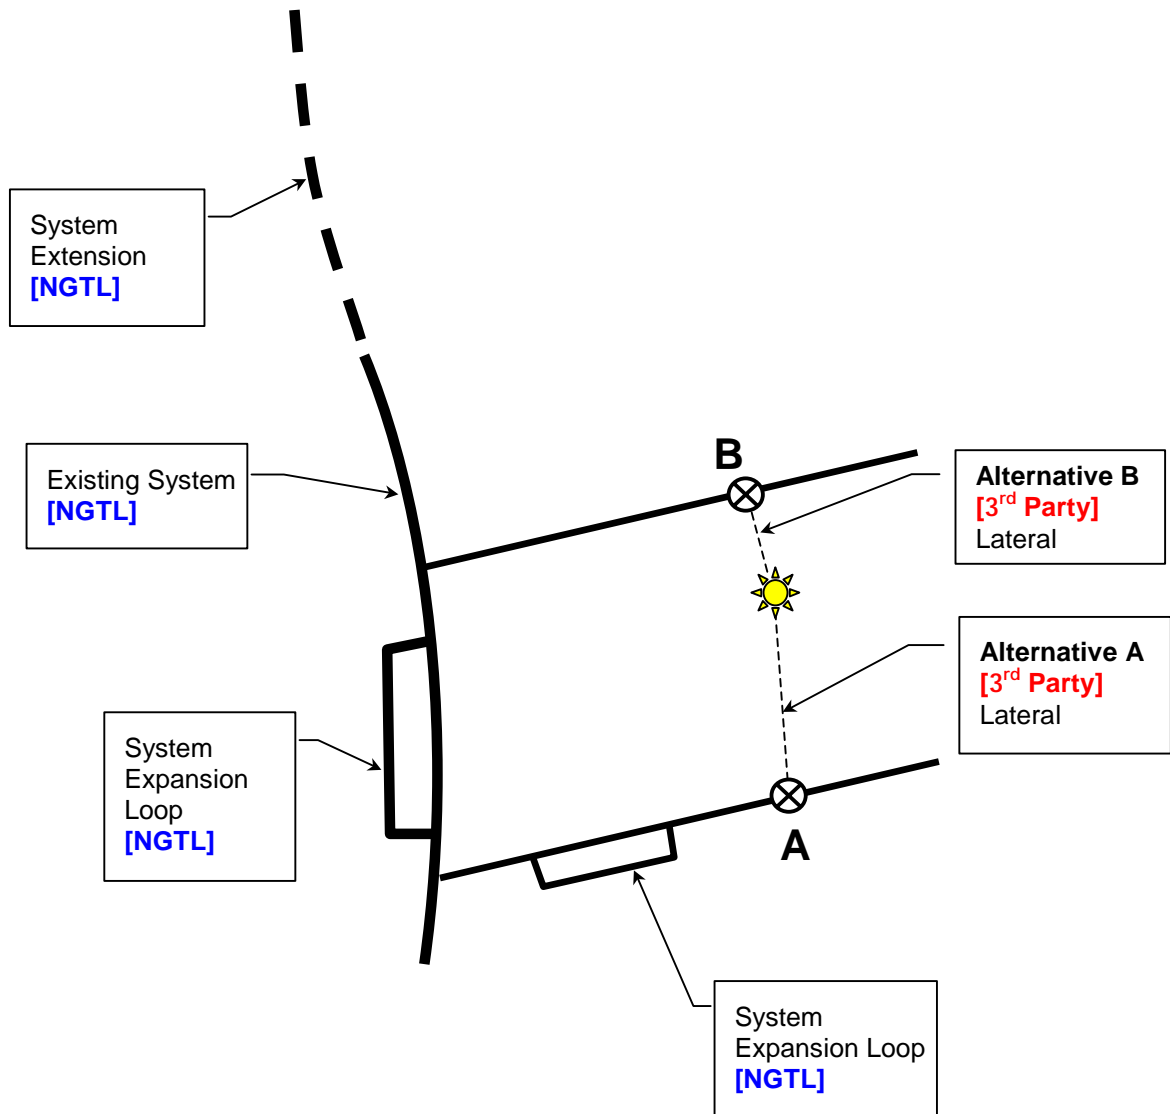 System
Extension
[NGTL]
Existing System
[NGTL]
B
Alternative B
[3rd Party]
Lateral
Alternative A
[3rd Party]
Lateral
System
Expansion
Loop
[NGTL]
A
System
Expansion Loop
[NGTL]